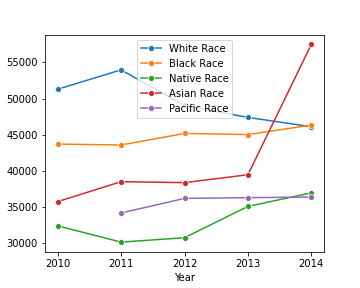 White Race
Black Race
Native Race
Asian Race
Pacific Race
55000
50000
45000
40000
35000
30000
2010 2011 2012 2013 2014
Year